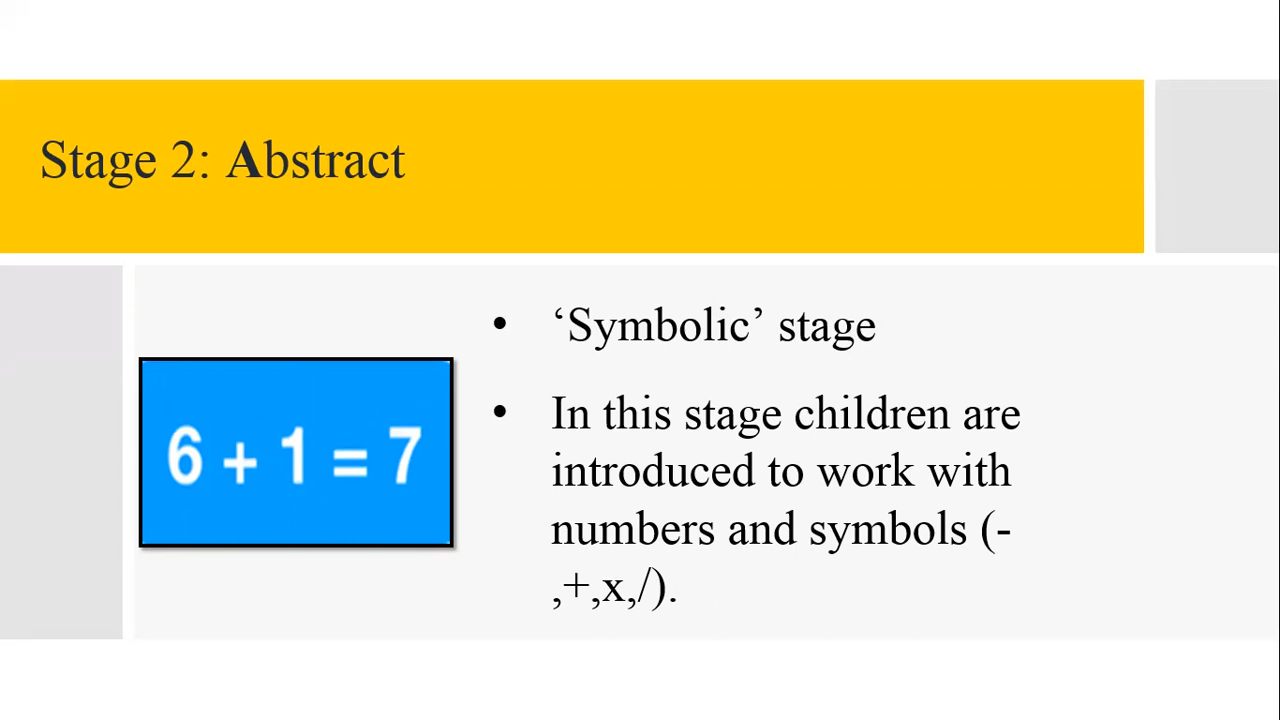 Stage 2: Abstract
6 + 1 = 7
• ‘Symbolic’ stage
• In this stage children are
introduced to work with
numbers and symbols (-
,+,x,/).